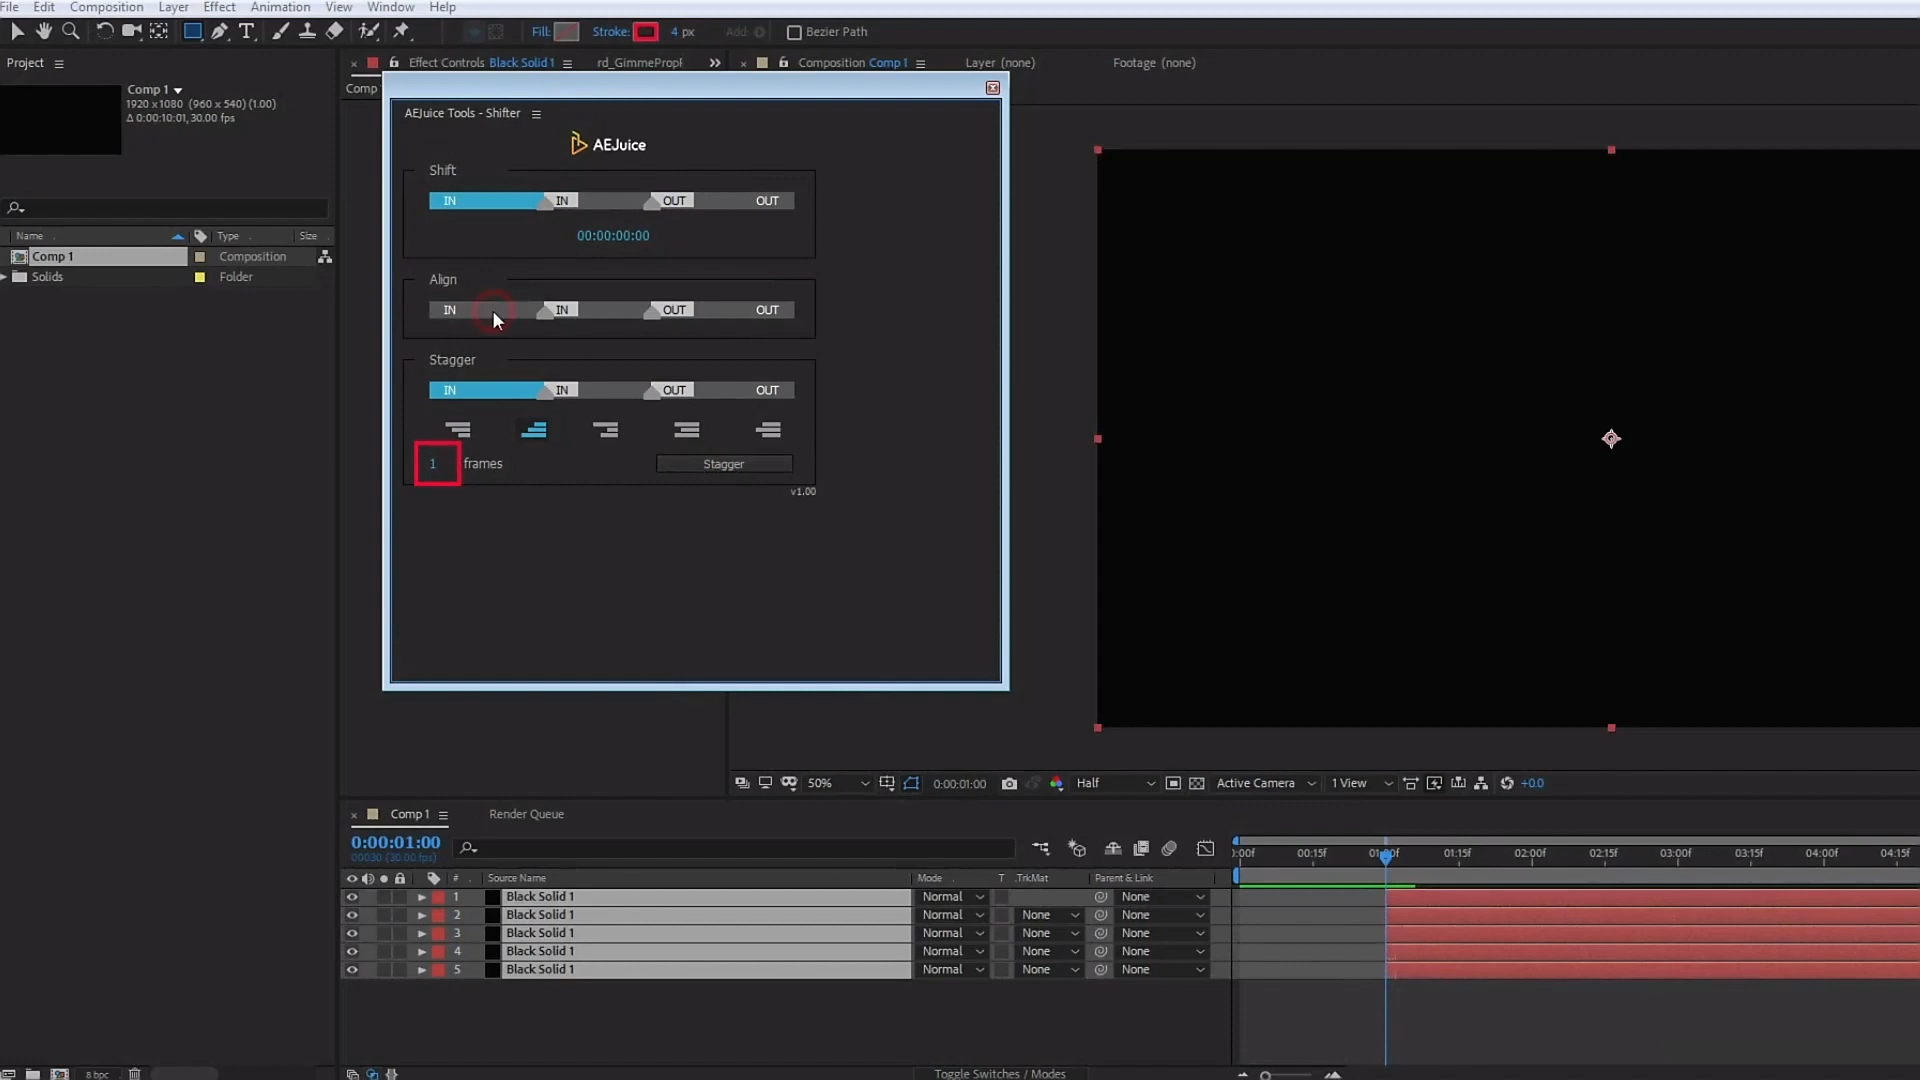 File Edit Composition Layer Effect Animation View Window Help
Fill: Stroke: 4 px Add: Bezier Path
Project
Effect Controls Black Solid 1 rd_GimmePropP
Composition Comp 1 Layer (none) Footage (none)
Comp 1
1920 x1080 (960 x 540) (1.00)
Δ 0:00:10:01, 30.00 fps
Comp
AEJuice Tools - Shifter
AEJuice
Shift
IN IN OUT OUT
00:00:00:00
Align
IN IN OUT OUT
Stagger
IN IN OUT OUT
1 frames Stagger
v1.00
Name Type Size
Comp 1 Composition
Solids Folder
50% 0:00:01:00 Half Active Camera 1 View +0.0
Comp 1 Render Queue
0:00:01:00
00030 (30.00 fps)
:00f 00:15f 01:00f 01:15f 02:00f 02:15f 03:00f 03:15f 04:00f 04:15f
# Source Name Mode T .TrkMat Parent & Link
1 Black Solid 1 Normal None
2 Black Solid 1 Normal None None
3 Black Solid 1 Normal None None
4 Black Solid 1 Normal None None
5 Black Solid 1 Normal None None
8 bpc Toggle Switches / Modes